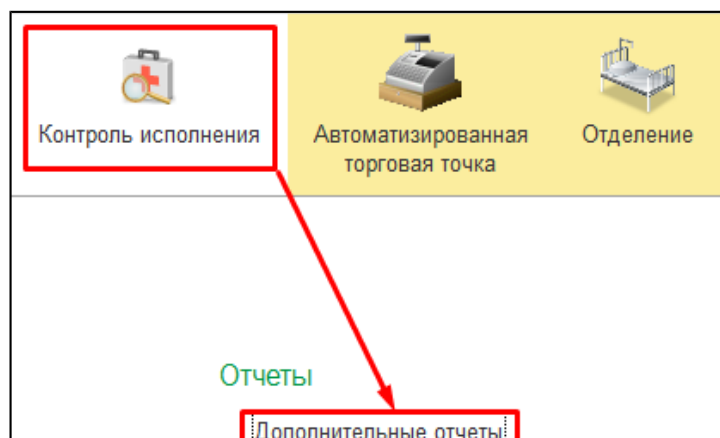 Контроль исполнения
Автоматизированная
торговая точка
Отделение
Отчеты
Дополнительные отчеты